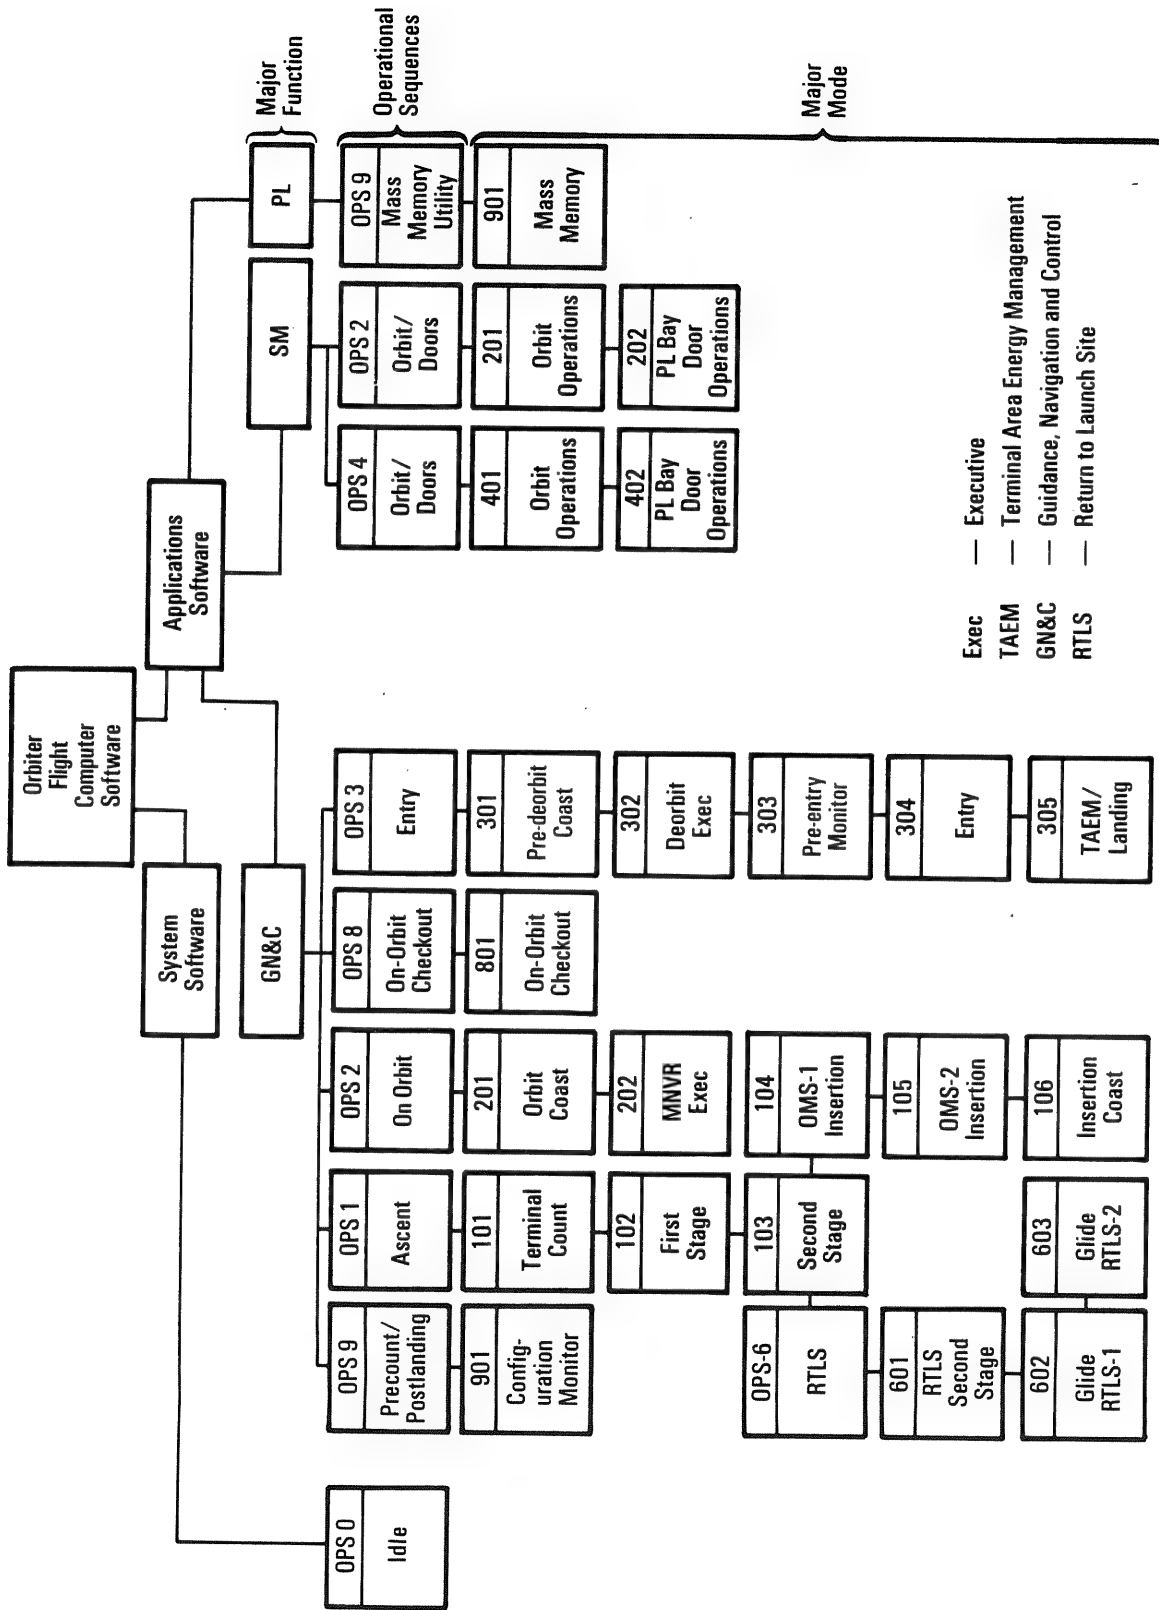 Orbiter
Flight
Computer
Software
System
Software
Applications
Software
GN&C
SM
PL
Major
Function
OPS 0
Idle
OPS 9
Precount/
Postlanding
OPS 1
Ascent
OPS 2
On Orbit
OPS 8
On-Orbit
Checkout
OPS 3
Entry
OPS 4
Orbit/
Doors
OPS 2
Orbit/
Doors
OPS 9
Mass
Memory
Utility
Operational
Sequences
901
Config-
uration
Monitor
101
Terminal
Count
201
Orbit
Coast
801
On-Orbit
Checkout
301
Pre-deorbit
Coast
401
Orbit
Operations
201
Orbit
Operations
901
Mass
Memory
102
First
Stage
202
MNVR
Exec
302
Deorbit
Exec
402
PL Bay
Door
Operations
202
PL Bay
Door
Operations
OPS-6
RTLS
103
Second
Stage
104
OMS-1
Insertion
303
Pre-entry
Monitor
Major
Mode
601
RTLS
Second
Stage
105
OMS-2
Insertion
304
Entry
602
Glide
RTLS-1
603
Glide
RTLS-2
106
Insertion
Coast
305
TAEM/
Landing
Exec — Executive
TAEM — Terminal Area Energy Management
GN&C — Guidance, Navigation and Control
RTLS — Return to Launch Site